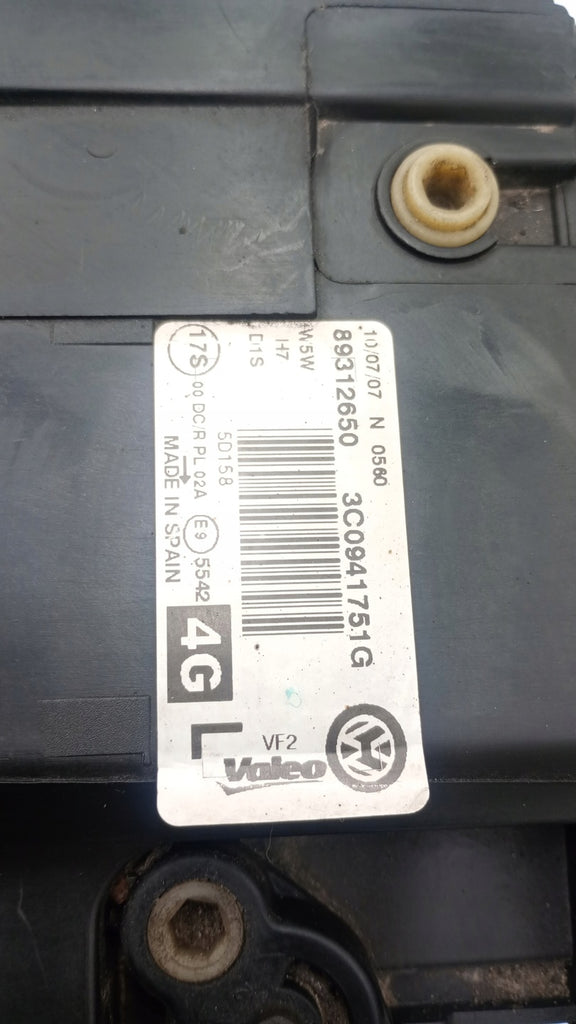 10/07/07 N 0560
89312650 3C0941751G
W5W
H7
D1S
5D158
17S 00 DC/R PL 02A E9 5542
MADE IN SPAIN
4G
L
VF2
Valeo